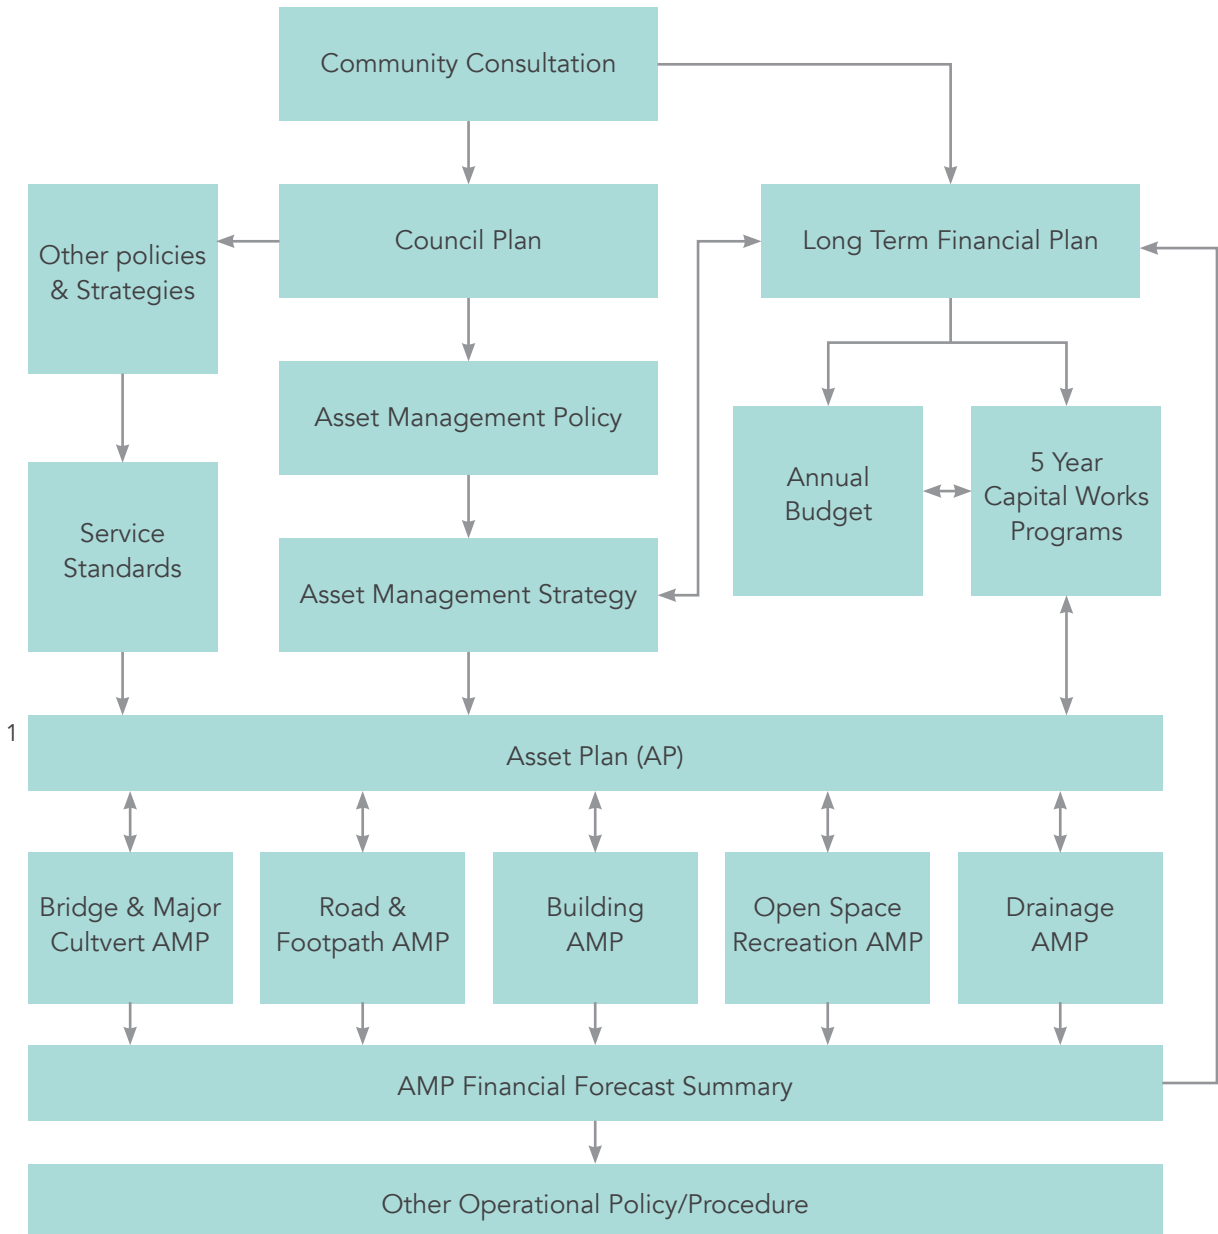 Community Consultation
Other policies
& Strategies
Council Plan
Long Term Financial Plan
Asset Management Policy
Annual
Budget
5 Year
Capital Works
Programs
Service
Standards
Asset Management Strategy
1
Asset Plan (AP)
Bridge & Major
Cultvert AMP
Road &
Footpath AMP
Building
AMP
Open Space
Recreation AMP
Drainage
AMP
AMP Financial Forecast Summary
Other Operational Policy/Procedure